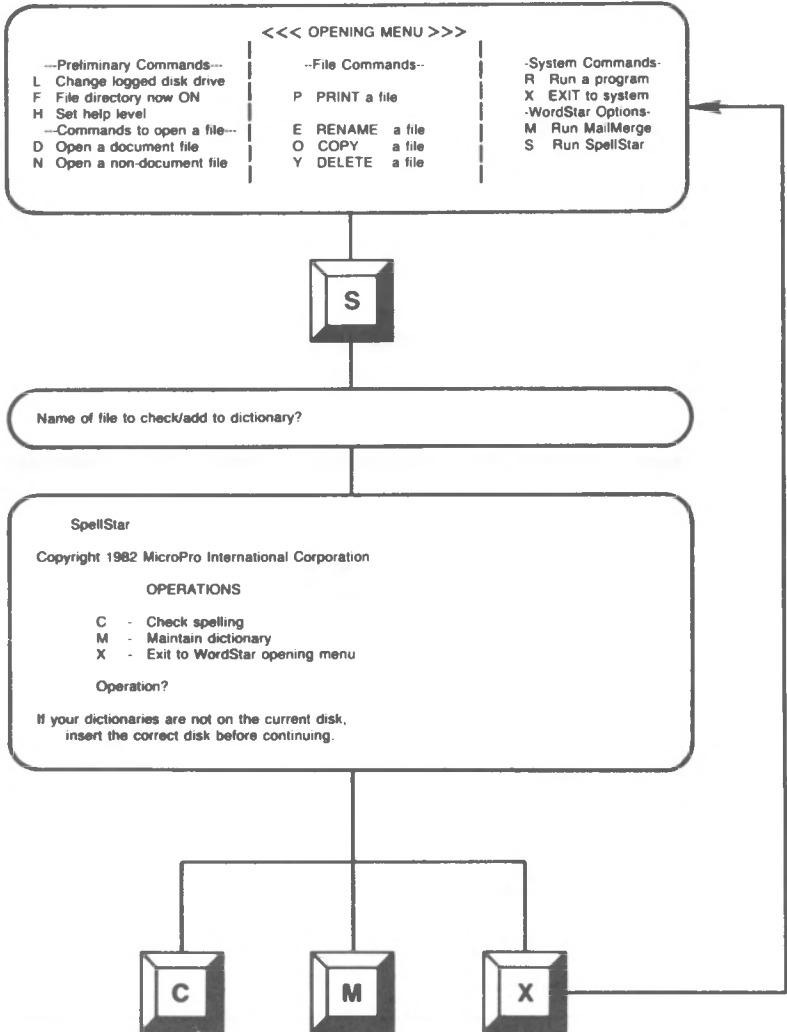 <<< OPENING MENU >>>
---Preliminary Commands---
L Change logged disk drive
F File directory now ON
H Set help level
---Commands to open a file---
D Open a document file
N Open a non-document file
--File Commands--
P PRINT a file
E RENAME a file
O COPY a file
Y DELETE a file
-System Commands-
R Run a program
X EXIT to system
-WordStar Options-
M Run MailMerge
S Run SpellStar
S
Name of file to check/add to dictionary?
SpellStar
Copyright 1982 MicroPro International Corporation
OPERATIONS
C - Check spelling
M - Maintain dictionary
X - Exit to WordStar opening menu
Operation?
If your dictionaries are not on the current disk,
insert the correct disk before continuing.
C
M
X